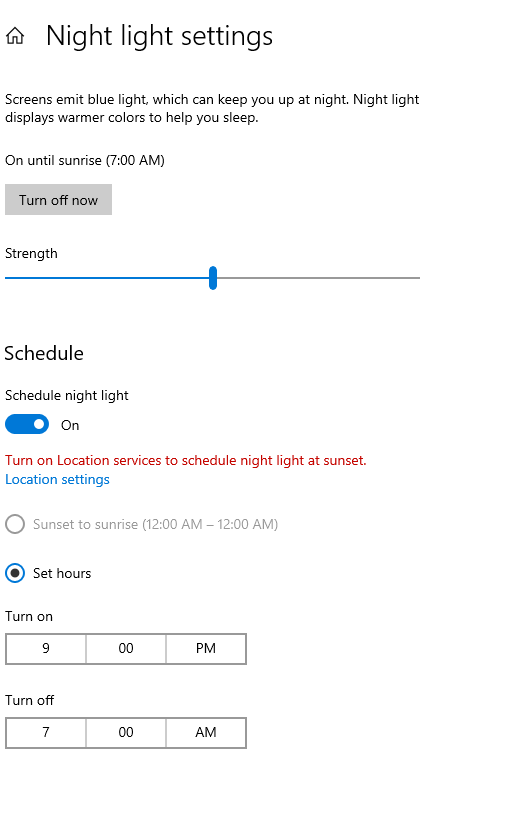 Night light settings
Screens emit blue light, which can keep you up at night. Night light
displays warmer colors to help you sleep.
On until sunrise (7:00 AM)
Turn off now
Strength
Schedule
Schedule night light
On
Turn on Location services to schedule night light at sunset.
Location settings
Sunset to sunrise (12:00 AM – 12:00 AM)
Set hours
Turn on
9 00 PM
Turn off
7 00 AM